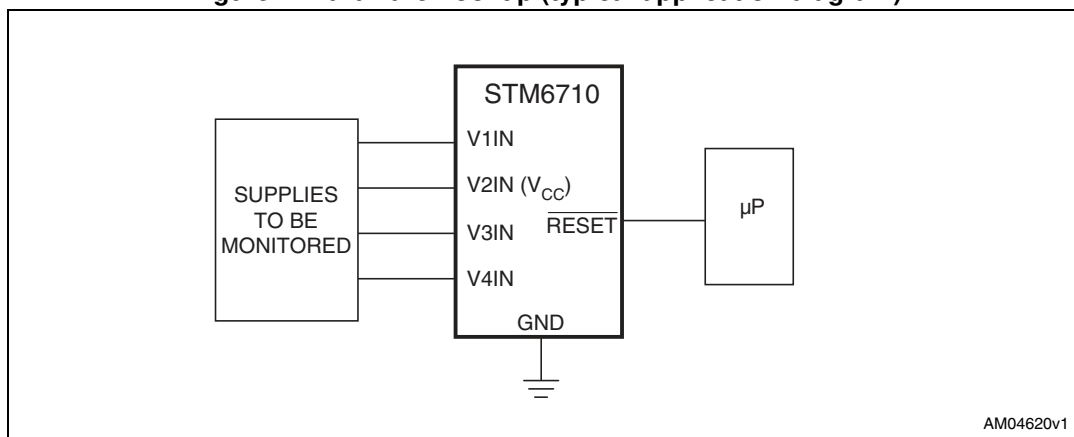 STM6710
V1IN
V2IN (VCC)
V3IN
V4IN
RESET
GND
SUPPLIES
TO BE
MONITORED
µP
AM04620v1